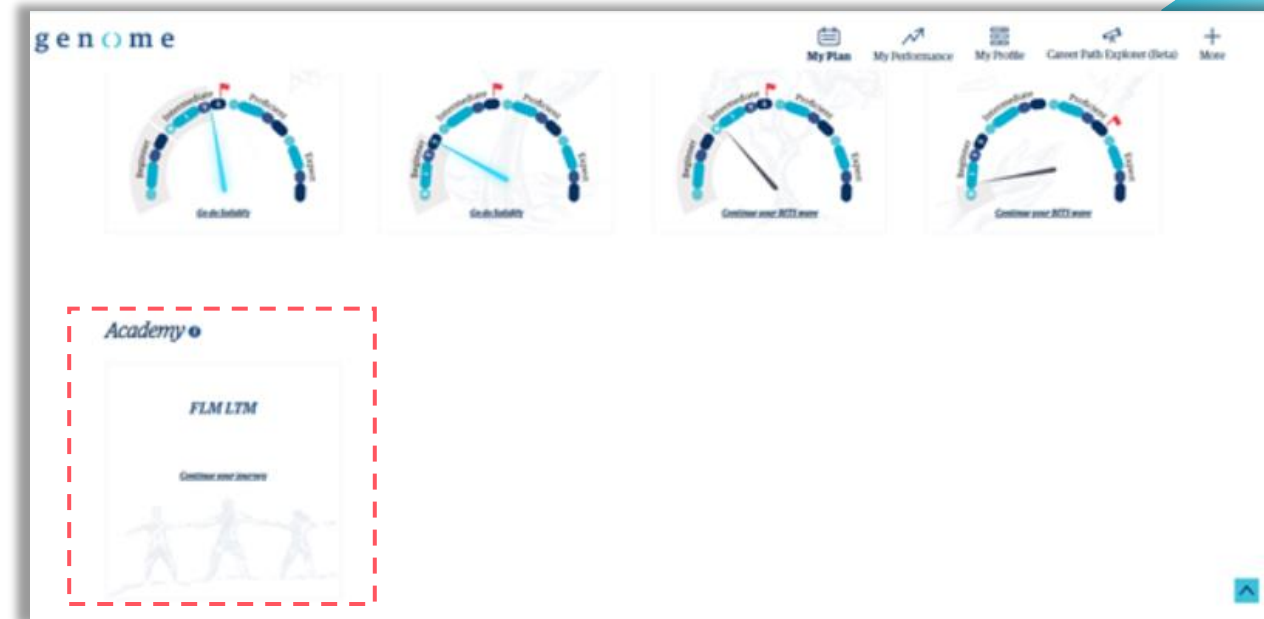 genome
My Plan My Performance My Profile Career Path Explorer (Beta) More
Beginner Intermediate Proficient Expert
Go do Solidify
Beginner Intermediate Proficient Expert
Go do Solidify
Beginner Intermediate Proficient Expert
Continue your BITS wave
Beginner Intermediate Proficient Expert
Continue your BITS wave
Academy
FLM LTM
Continue your journey